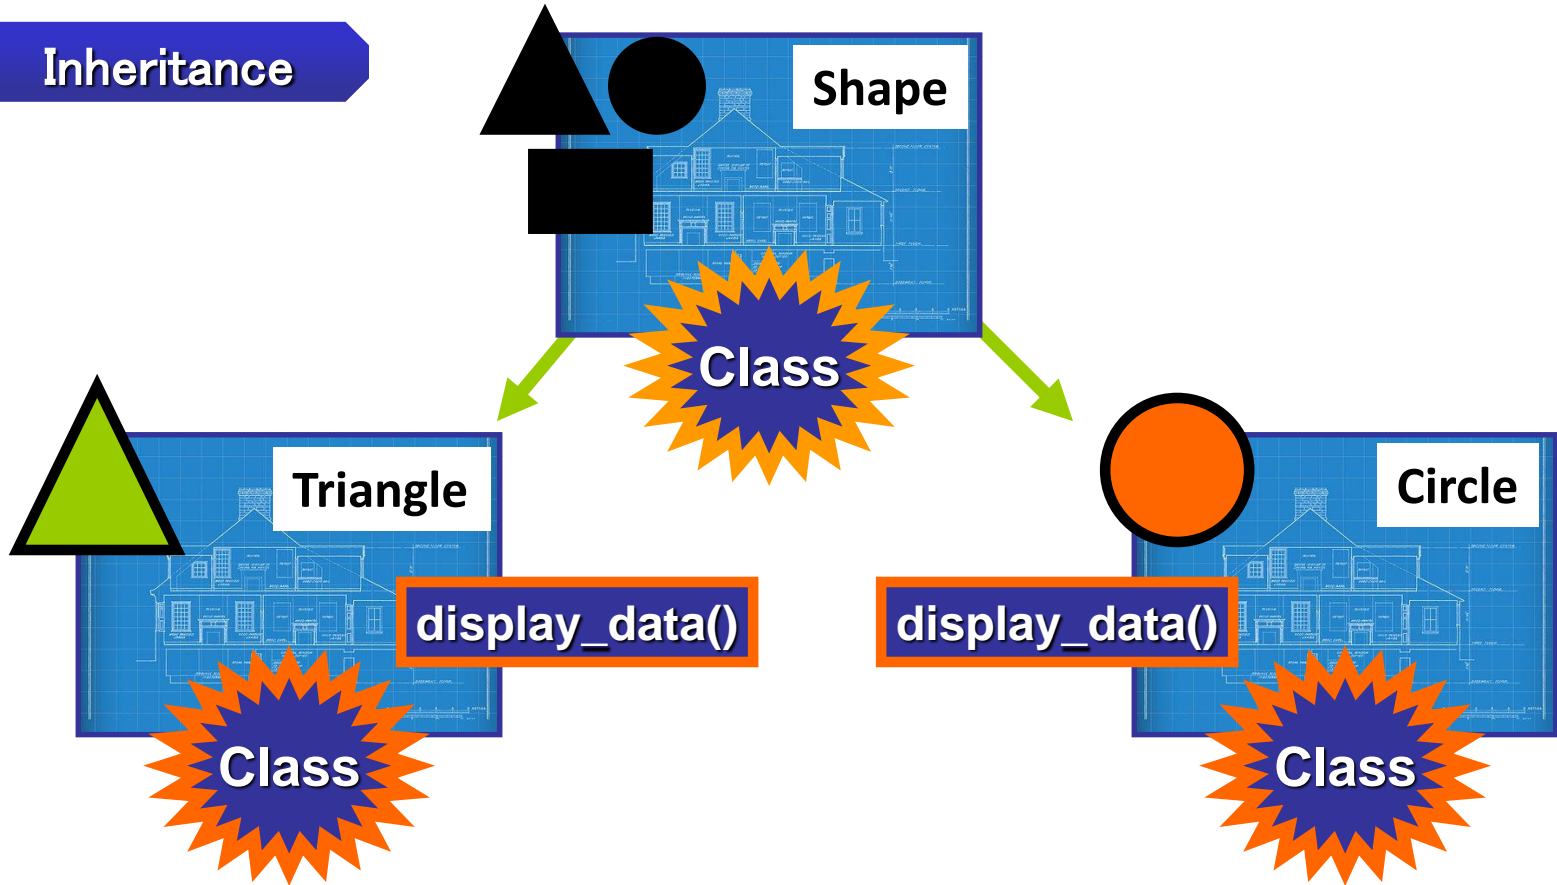 Inheritance
Shape
Class
Triangle
Circle
display_data()
display_data()
Class
Class